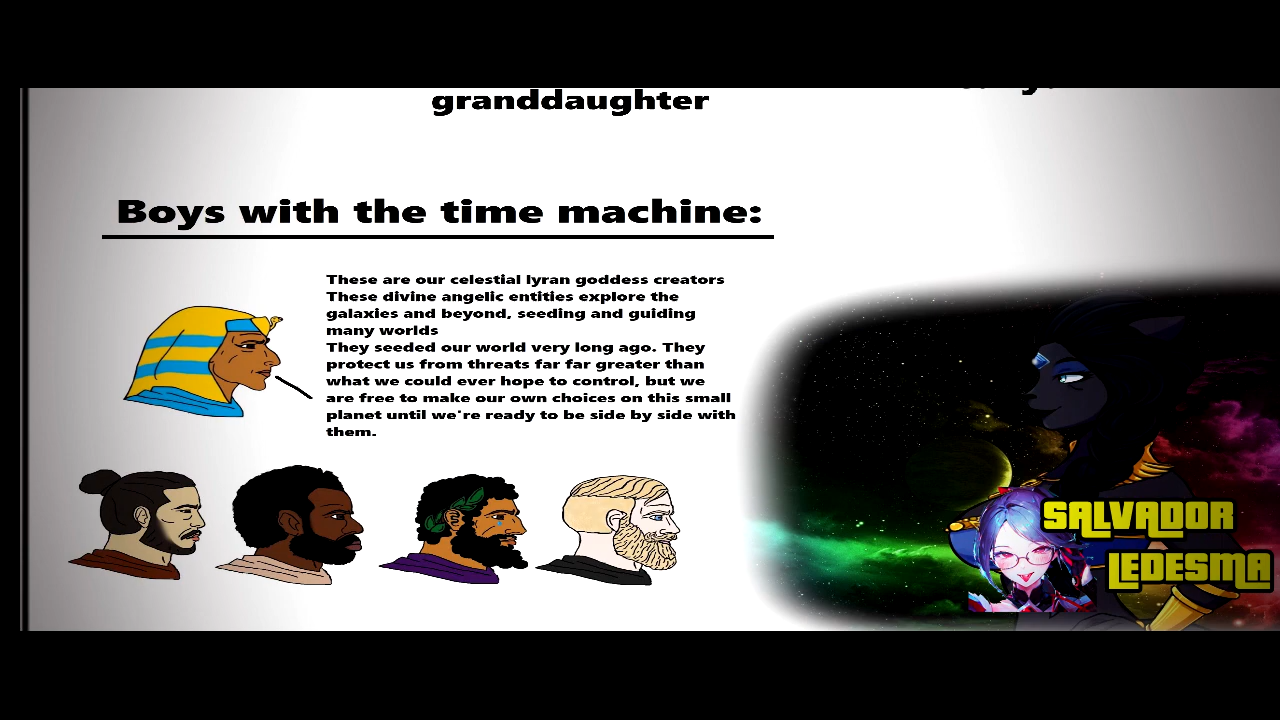 granddaughter
Boys with the time machine:
These are our celestial lyran goddess creators
These divine angelic entities explore the
galaxies and beyond, seeding and guiding
many worlds
They seeded our world very long ago. They
protect us from threats far far greater than
what we could ever hope to control, but we
are free to make our own choices on this small
planet until we're ready to be side by side with
them.
SALVADOR
LEDESMA